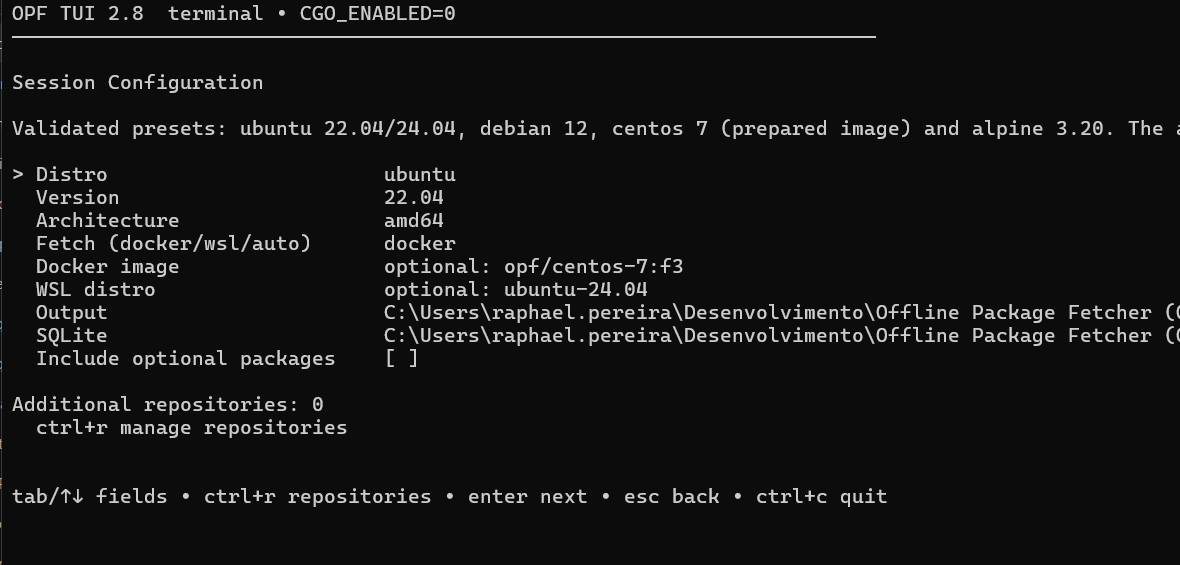 OPF TUI 2.8  terminal • CGO_ENABLED=0
Session Configuration
Validated presets: ubuntu 22.04/24.04, debian 12, centos 7 (prepared image) and alpine 3.20. The
> Distro                       ubuntu
  Version                      22.04
  Architecture                 amd64
  Fetch (docker/wsl/auto)      docker
  Docker image                 optional: opf/centos-7:f3
  WSL distro                   optional: ubuntu-24.04
  Output                       C:\Users\raphael.pereira\Desenvolvimento\Offline Package Fetcher (
  SQLite                       C:\Users\raphael.pereira\Desenvolvimento\Offline Package Fetcher (
  Include optional packages    [ ]
Additional repositories: 0
  ctrl+r manage repositories
tab/↑↓ fields • ctrl+r repositories • enter next • esc back • ctrl+c quit